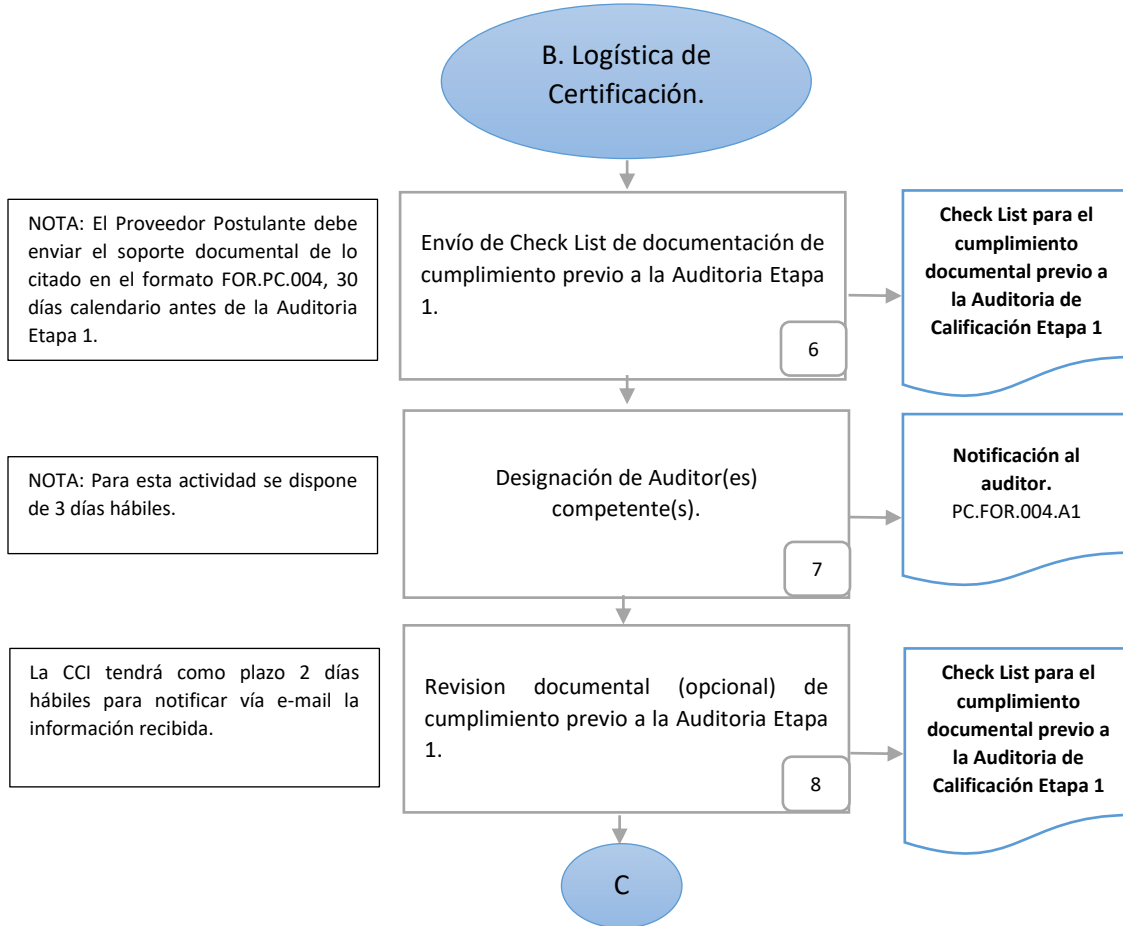 B. Logística de
Certificación.
NOTA: El Proveedor Postulante debe
enviar el soporte documental de lo
citado en el formato FOR.PC.004, 30
días calendario antes de la Auditoria
Etapa 1.
Envío de Check List de documentación de
cumplimiento previo a la Auditoria Etapa
1.
6
Check List para el
cumplimiento
documental previo a
la Auditoria de
Calificación Etapa 1
NOTA: Para esta actividad se dispone
de 3 días hábiles.
Designación de Auditor(es)
competente(s).
7
Notificación al
auditor.
PC.FOR.004.A1
La CCI tendrá como plazo 2 días
hábiles para notificar vía e-mail la
información recibida.
Revision documental (opcional) de
cumplimiento previo a la Auditoria Etapa
1.
8
Check List para el
cumplimiento
documental previo a
la Auditoria de
Calificación Etapa 1
C